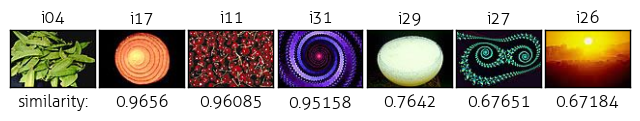 i04 i17 i11 i31 i29 i27 i26
similarity: 0.9656 0.96085 0.95158 0.7642 0.67651 0.67184